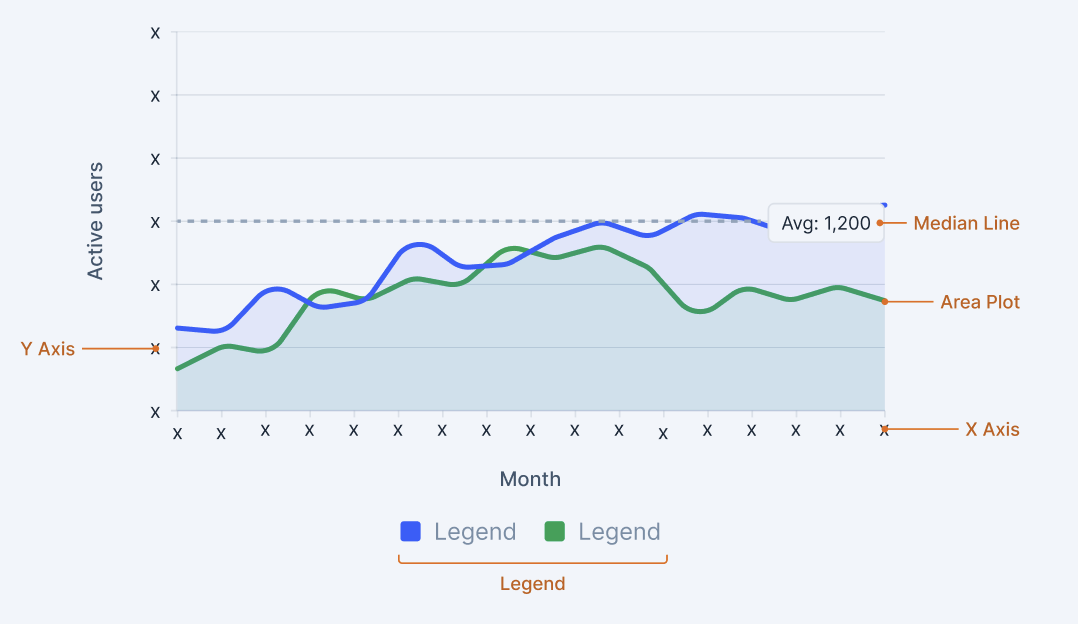 x
x
x
Active users
x
Avg: 1,200
Median Line
x
Area Plot
Y Axis
x
x
x x x x x x x x x x x x x x x x x
X Axis
Month
Legend Legend
Legend